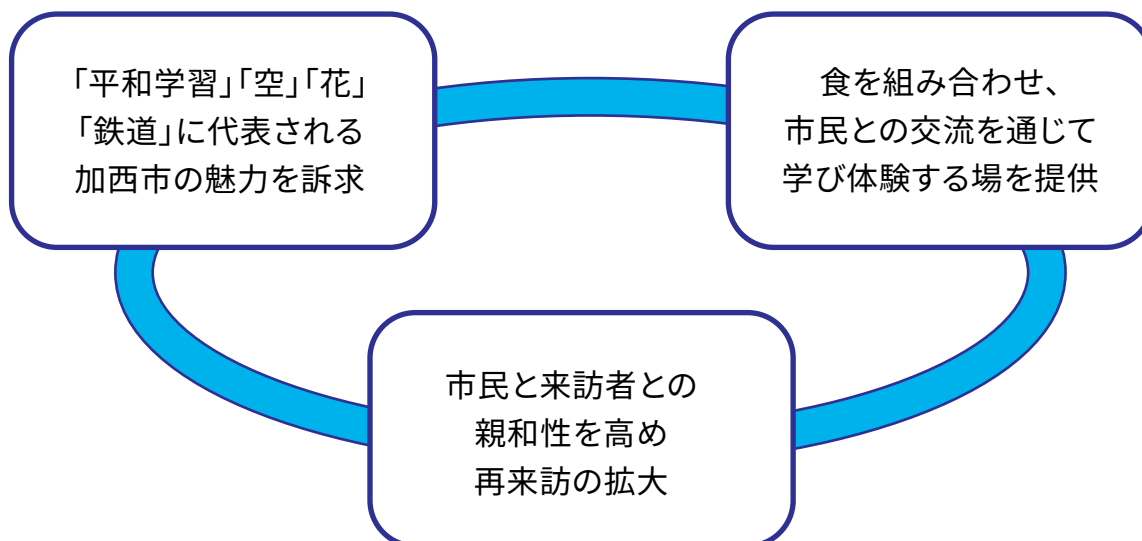 「平和学習」「空」「花」
「鉄道」に代表される
加西市の魅力を訴求
食を組み合わせ、
市民との交流を通じて
学び体験する場を提供
市民と来訪者との
親和性を高め
再来訪の拡大